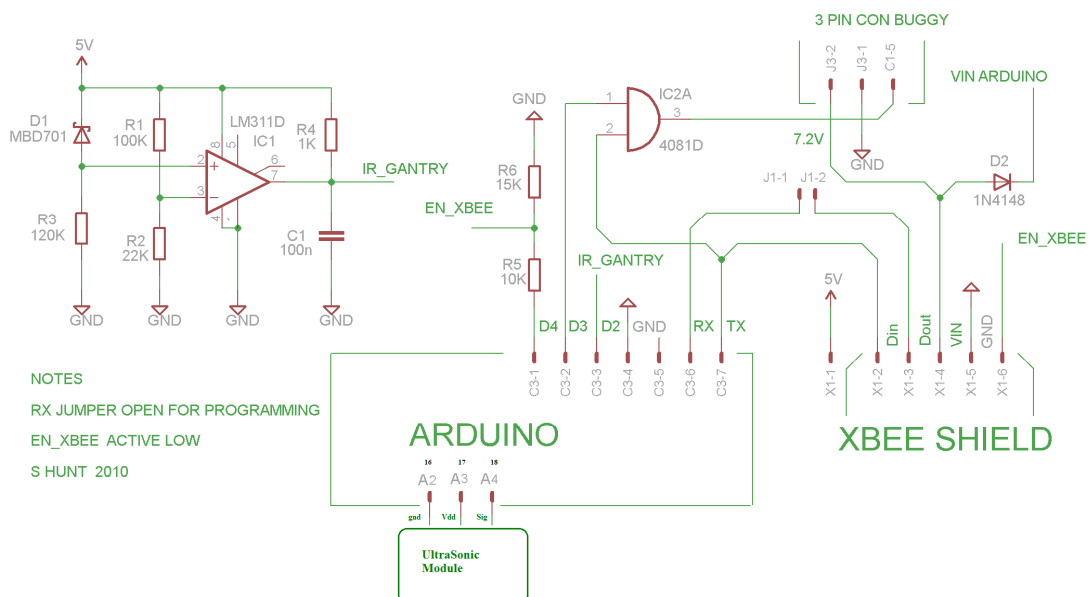 3 PIN CON BUGGY
5V
J3-2
J3-1
C1-5
VIN ARDUINO
D1
MBD701
R1
100K
8
5
LM311D
IC1
R4
1K
2
+
3
-
6
7
4
1
IR_GANTRY
R3
120K
R2
22K
C1
100n
GND
GND
GND
GND
GND
1
2
3
IC2A
4081D
7.2V
GND
D2
1N4148
R6
15K
EN_XBEE
R5
10K
IR_GANTRY
J1-1
J1-2
EN_XBEE
5V
D4
D3
D2
GND
RX
TX
Din
Dout
VIN
GND
C3-1
C3-2
C3-3
C3-4
C3-5
C3-6
C3-7
X1-1
X1-2
X1-3
X1-4
X1-5
X1-6
NOTES
RX JUMPER OPEN FOR PROGRAMMING
EN_XBEE ACTIVE LOW
S HUNT 2010
ARDUINO
XBEE SHIELD
16
17
18
A2
A3
A4
gnd
Vdd
Sig
UltraSonic
Module